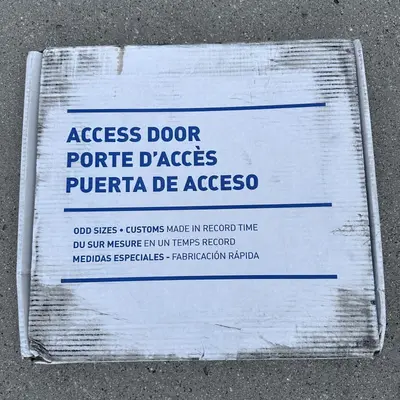 ACCESS DOOR
PORTE D'ACCÈS
PUERTA DE ACCESO
ODD SIZES • CUSTOMS MADE IN RECORD TIME
DU SUR MESURE EN UN TEMPS RECORD
MEDIDAS ESPECIALES - FABRICACIÓN RÁPIDA